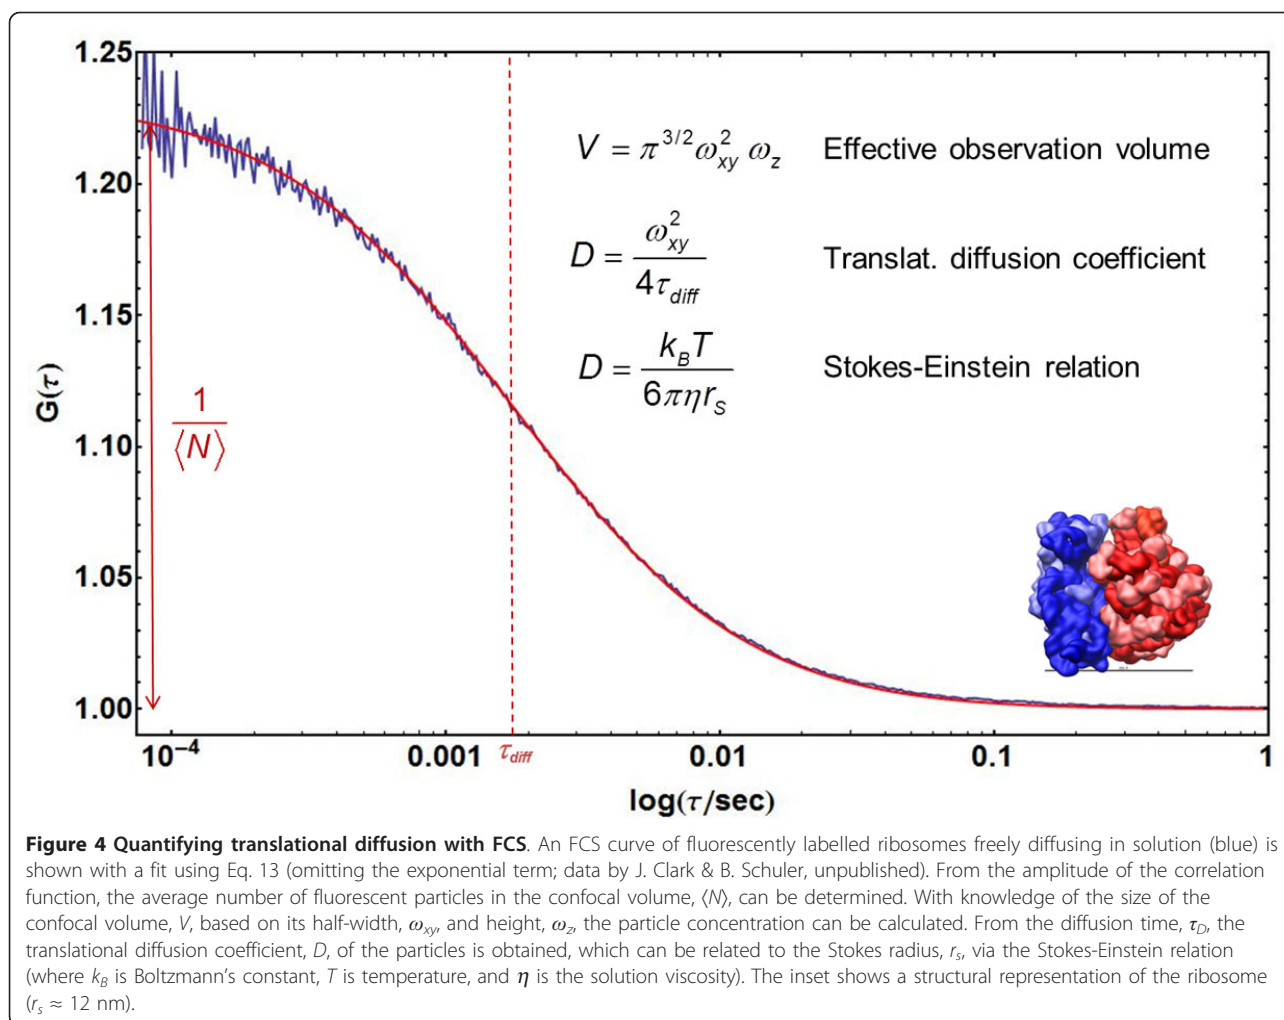 1.25
1.20
1.15
1.10
1.05
1.00
G(τ)
1
⟨N⟩
V = π^{3/2} ω_{xy}^2 ω_z Effective observation volume
D = ω_{xy}^2 / 4τ_{diff} Translat. diffusion coefficient
D = k_B T / 6πηr_S Stokes-Einstein relation
10^{-4} 0.001 τ_{diff} 0.01 0.1 1
log(τ/sec)
Figure 4 Quantifying translational diffusion with FCS. An FCS curve of fluorescently labelled ribosomes freely diffusing in solution (blue) is
shown with a fit using Eq. 13 (omitting the exponential term; data by J. Clark & B. Schuler, unpublished). From the amplitude of the correlation
function, the average number of fluorescent particles in the confocal volume, ⟨N⟩, can be determined. With knowledge of the size of the
confocal volume, V, based on its half-width, ω_{xy}, and height, ω_z, the particle concentration can be calculated. From the diffusion time, τ_D, the
translational diffusion coefficient, D, of the particles is obtained, which can be related to the Stokes radius, r_s, via the Stokes-Einstein relation
(where k_B is Boltzmann's constant, T is temperature, and η is the solution viscosity). The inset shows a structural representation of the ribosome
(r_s ≈ 12 nm).